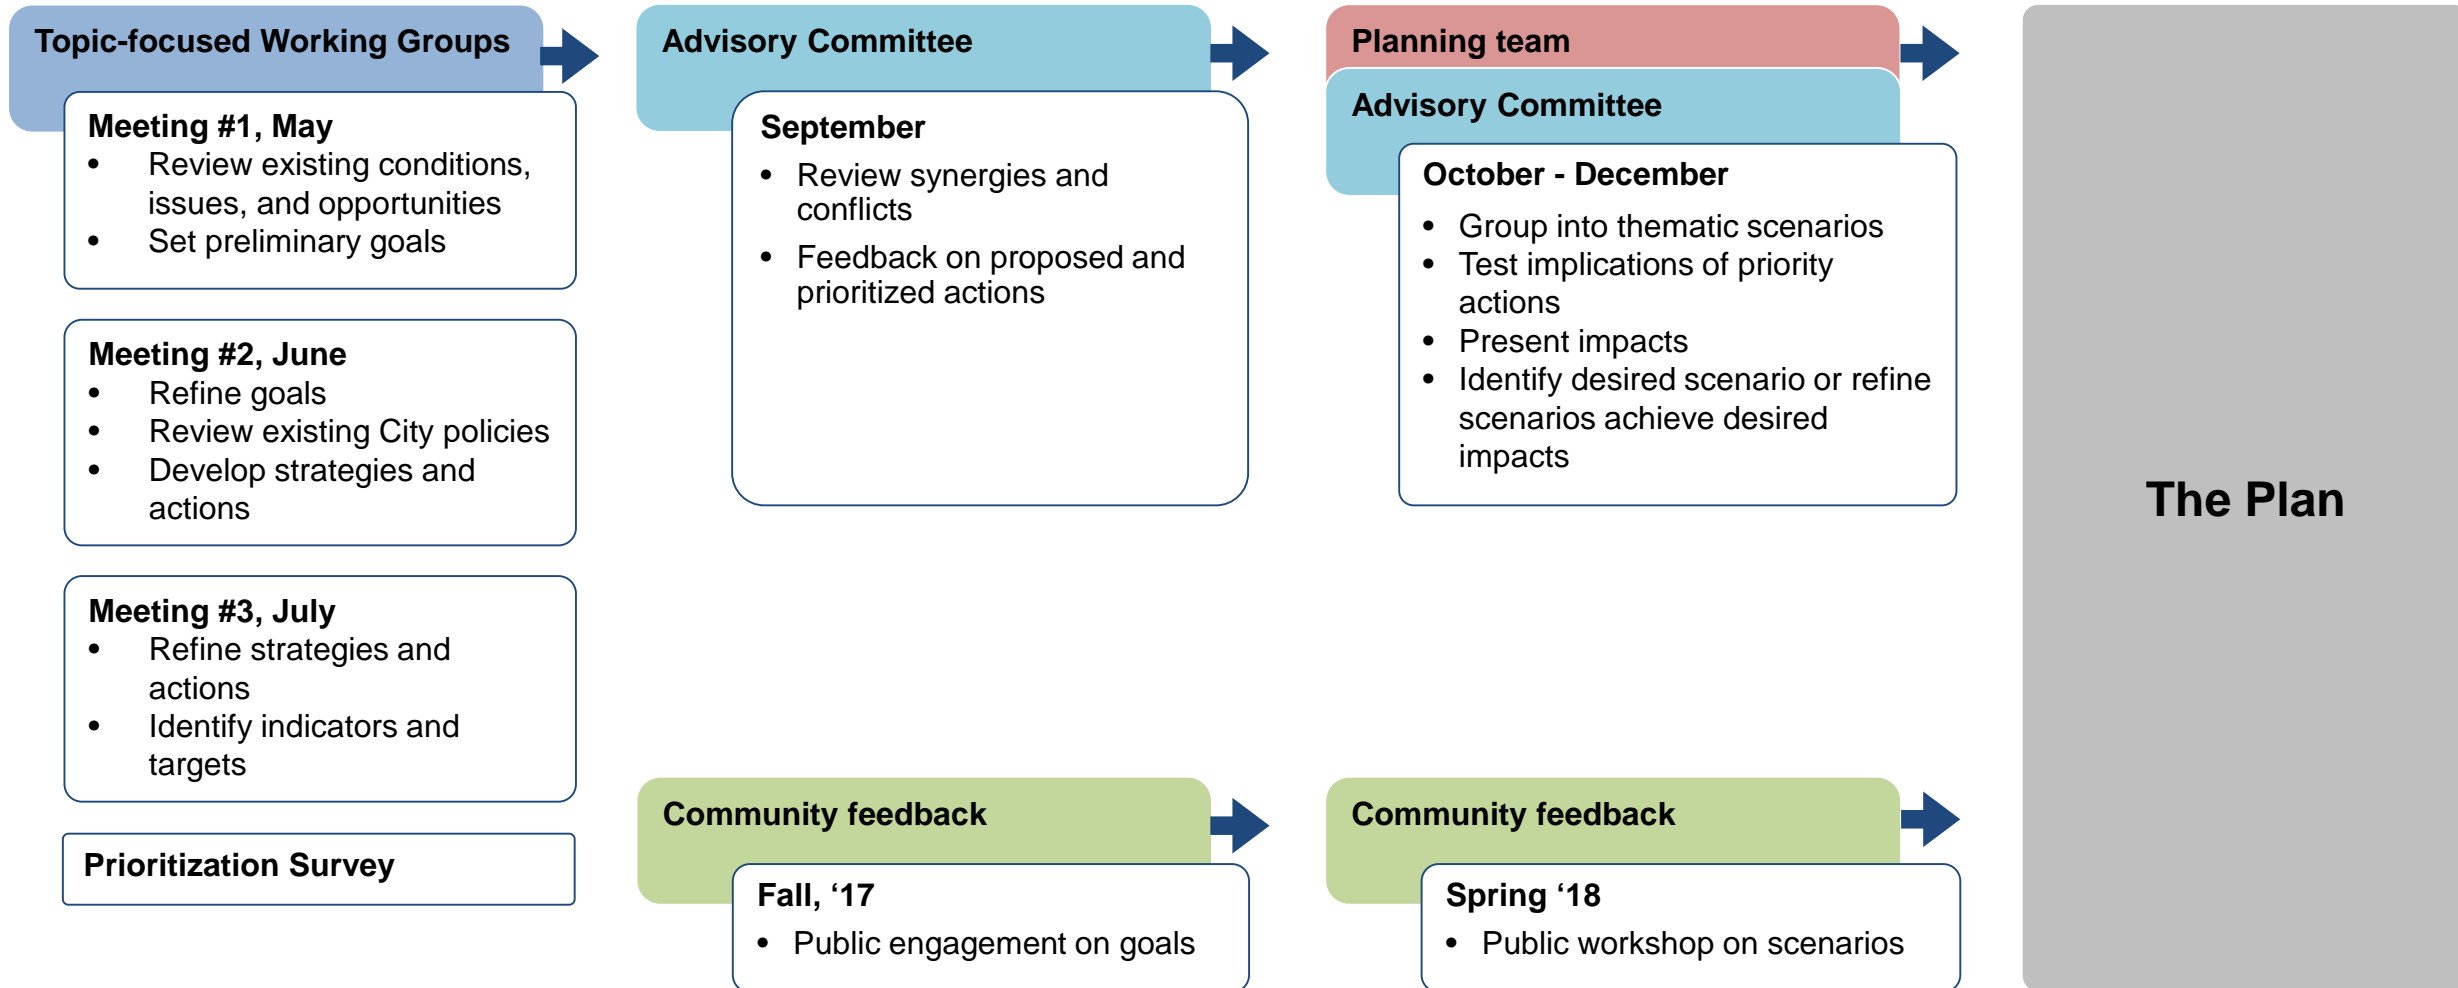 Topic-focused Working Groups
Meeting #1, May
• Review existing conditions,
issues, and opportunities
• Set preliminary goals
Meeting #2, June
• Refine goals
• Review existing City policies
• Develop strategies and
actions
Meeting #3, July
• Refine strategies and
actions
• Identify indicators and
targets
Prioritization Survey
Advisory Committee
September
• Review synergies and
conflicts
• Feedback on proposed and
prioritized actions
Community feedback
Fall, ‘17
• Public engagement on goals
Planning team
Advisory Committee
October - December
• Group into thematic scenarios
• Test implications of priority
actions
• Present impacts
• Identify desired scenario or refine
scenarios achieve desired
impacts
Community feedback
Spring ‘18
• Public workshop on scenarios
The Plan